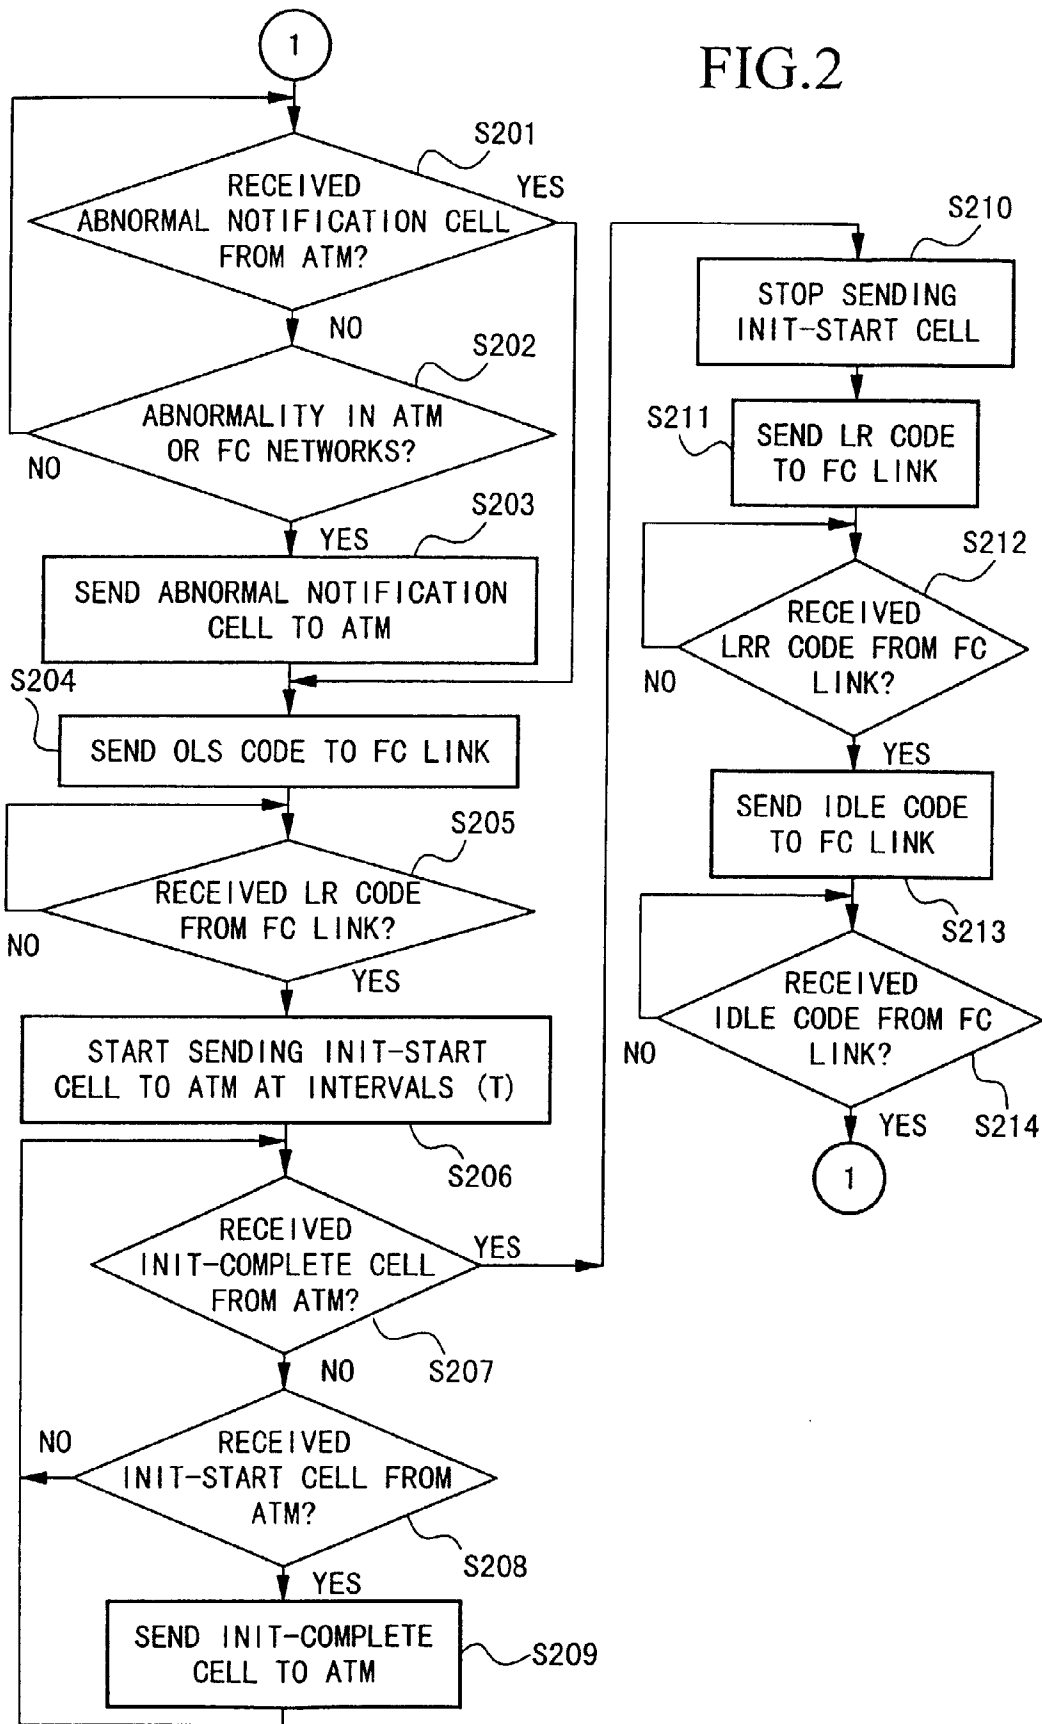 FIG.2
1
S201
RECEIVED
ABNORMAL NOTIFICATION CELL
FROM ATM?
YES
NO
S202
ABNORMALITY IN ATM
OR FC NETWORKS?
NO
YES
S203
SEND ABNORMAL NOTIFICATION
CELL TO ATM
S204
SEND OLS CODE TO FC LINK
S205
RECEIVED LR CODE
FROM FC LINK?
NO
YES
START SENDING INIT-START
CELL TO ATM AT INTERVALS (T)
S206
RECEIVED
INIT-COMPLETE CELL
FROM ATM?
YES
S207
NO
RECEIVED
INIT-START CELL FROM
ATM?
NO
S208
YES
SEND INIT-COMPLETE
CELL TO ATM
S209
S210
STOP SENDING
INIT-START CELL
S211
SEND LR CODE
TO FC LINK
S212
RECEIVED
LRR CODE FROM FC
LINK?
NO
YES
SEND IDLE CODE
TO FC LINK
S213
RECEIVED
IDLE CODE FROM FC
LINK?
NO
S214
YES
1